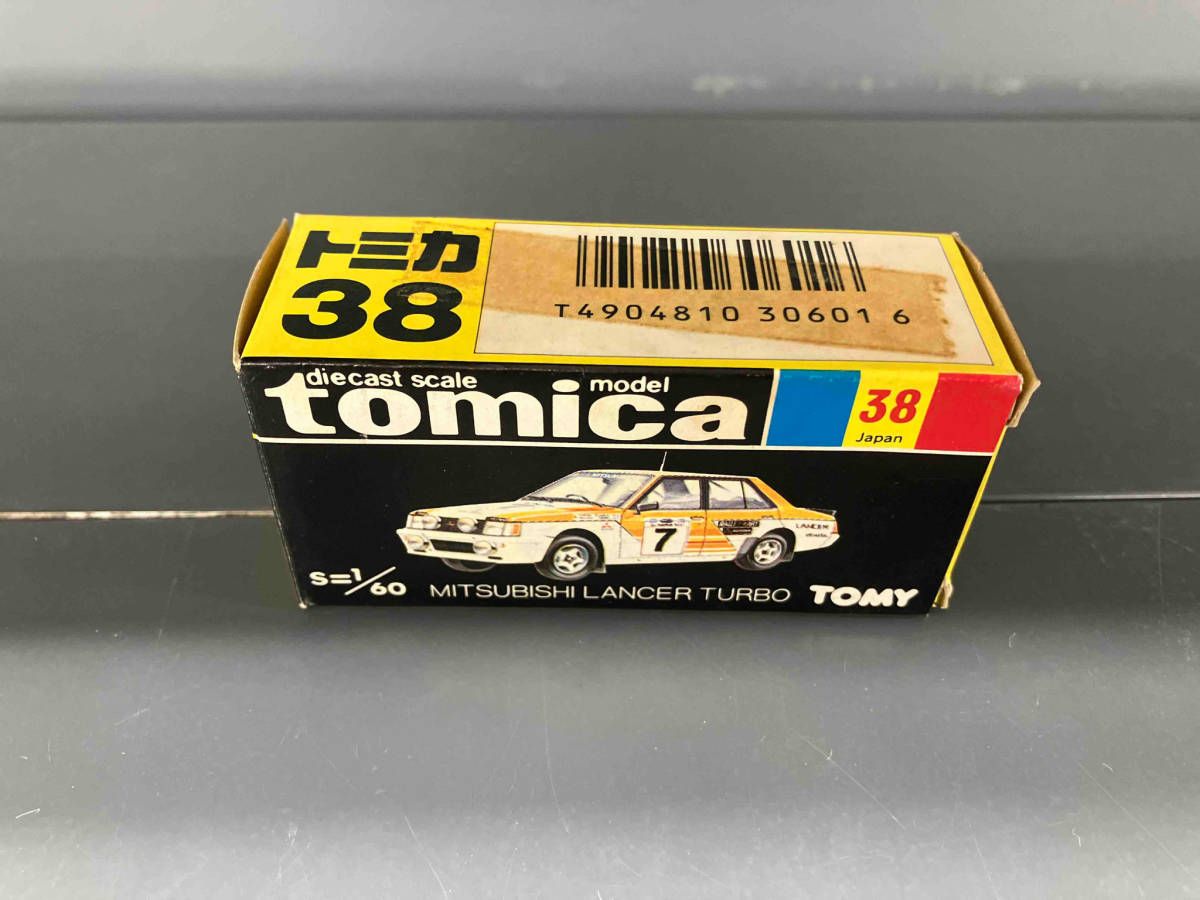 トミカ
38
T4904810 30601 6
diecast scale model
tomica
38
Japan
7
LANCER
S=1/60
MITSUBISHI LANCER TURBO
TOMY